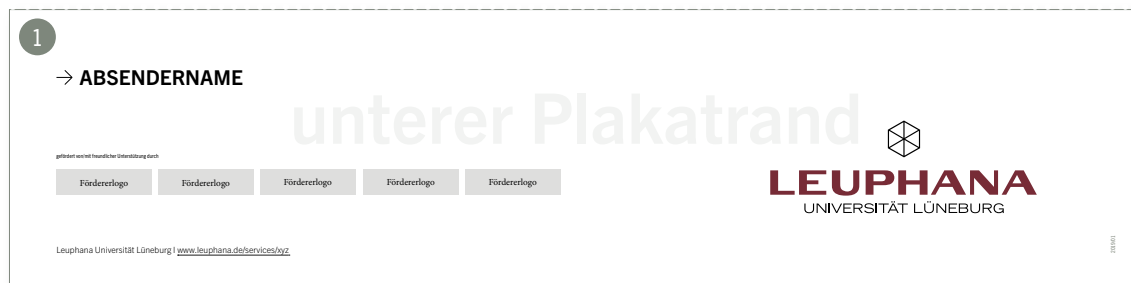 1
→ ABSENDERNAME
unterer Plakatrand
gefördert von/mit freundlicher Unterstützung durch
Fördererlogo Fördererlogo Fördererlogo Fördererlogo Fördererlogo
LEUPHANA
UNIVERSITÄT LÜNEBURG
Leuphana Universität Lüneburg I www.leuphana.de/services/xyz